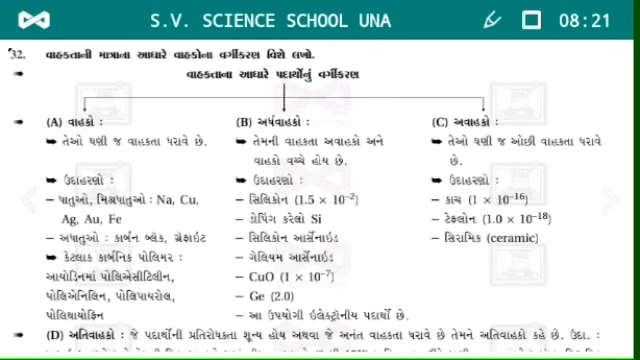 S.V. SCIENCE SCHOOL UNA
08:21
32. વાહકતાની માત્રાના આધારે વાહકોના વર્ગીકરણ વિશે લખો.
➡ વાહકતાના આધારે પદાર્થોનું વર્ગીકરણ
➡ (A) વાહકો :
➥ તેઓ ઘણી જ વાહકતા ધરાવે છે.
➥ ઉદાહરણો :
– ધાતુઓ, મિશ્રધાતુઓ : Na, Cu,
Ag, Au, Fe
– અધાતુઓ : કાર્બન બ્લેક, ગ્રેફાઇટ
➥ કેટલાક કાર્બનિક પોલિમર :
આયોડિનમાં પોલિએસીટિલીન,
પોલિએનિલિન, પોલિપાયરોલ,
પોલિથાયોફિન
(B) અર્ધવાહકો :
➥ તેમની વાહકતા અવાહકો અને
વાહકો વચ્ચે હોય છે.
➥ ઉદાહરણો :
– સિલિકોન (1.5 × 10⁻²)
– ડોપિંગ કરેલો Si
– સિલિકોન આર્સેનાઇડ
– ગેલિયમ આર્સેનાઇડ
– CuO (1 × 10⁻⁷)
– Ge (2.0)
– આ ઉપયોગી ઇલેક્ટ્રોનીય પદાર્થો છે.
(C) અવાહકો :
➥ તેઓ ઘણી જ ઓછી વાહકતા ધરાવે
છે.
➥ ઉદાહરણો :
– કાચ (1 × 10⁻¹⁶)
– ટેફલોન (1.0 × 10⁻¹⁸)
– સિરામિક (ceramic)
➡ (D) અતિવાહકો : જે પદાર્થોની પ્રતિરોધકતા શૂન્ય હોય અથવા જે અનંત વાહકતા ધરાવે છે તેમને અતિવાહકો કહે છે. ઉદા. :